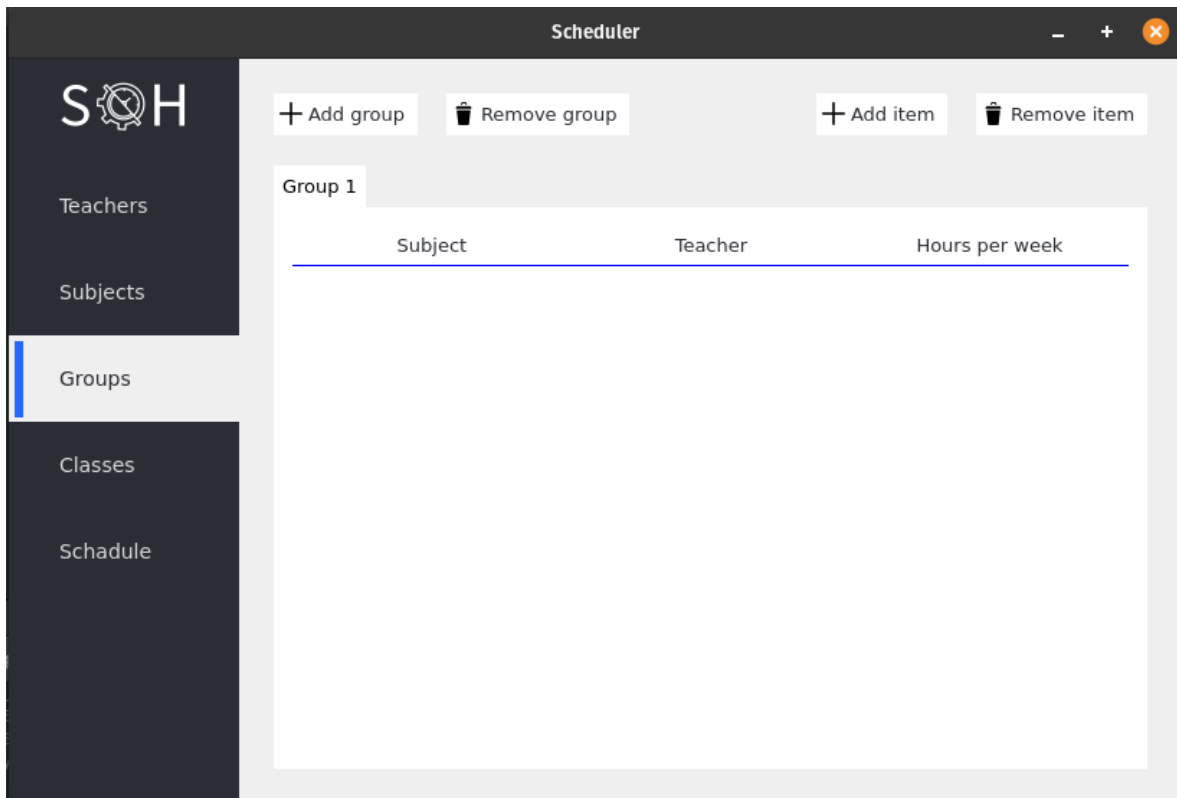 Scheduler
S H
Add group Remove group Add item Remove item
Teachers
Group 1
Subject Teacher Hours per week
Subjects
Groups
Classes
Schadule